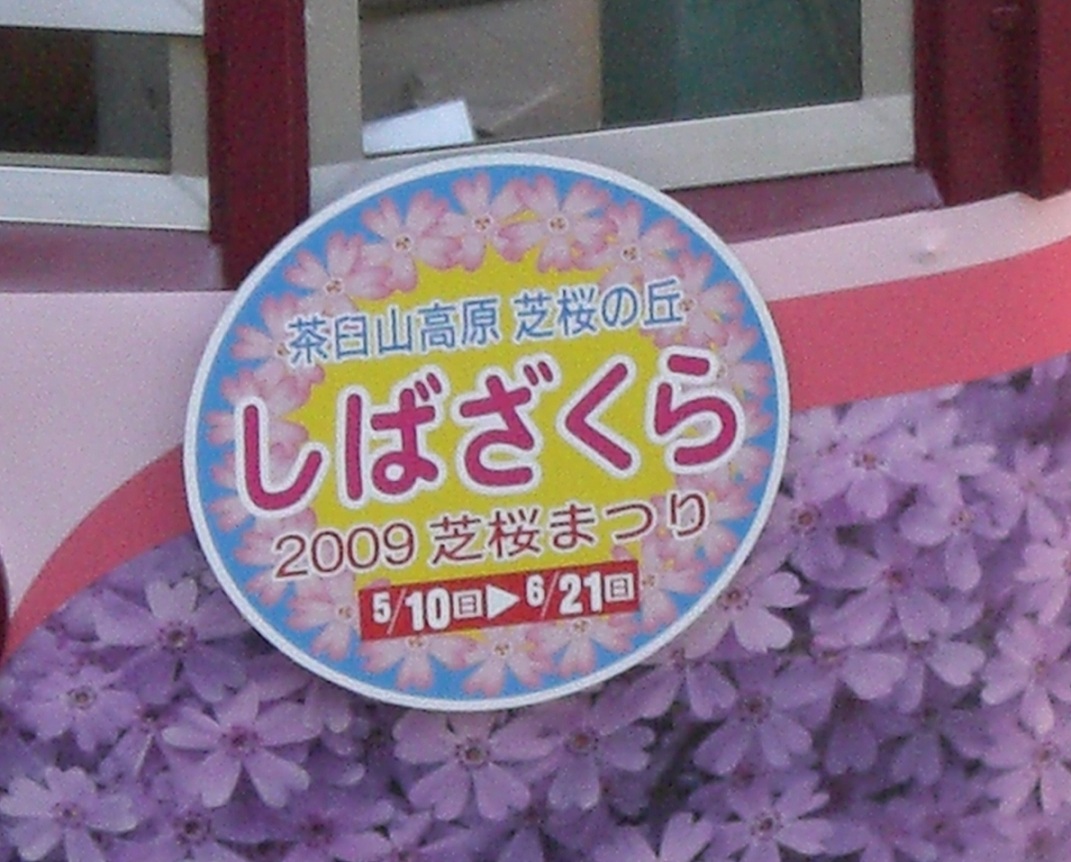 茶臼山高原 芝桜の丘
しばざくら
2009 芝桜まつり
5/10日▶6/21日